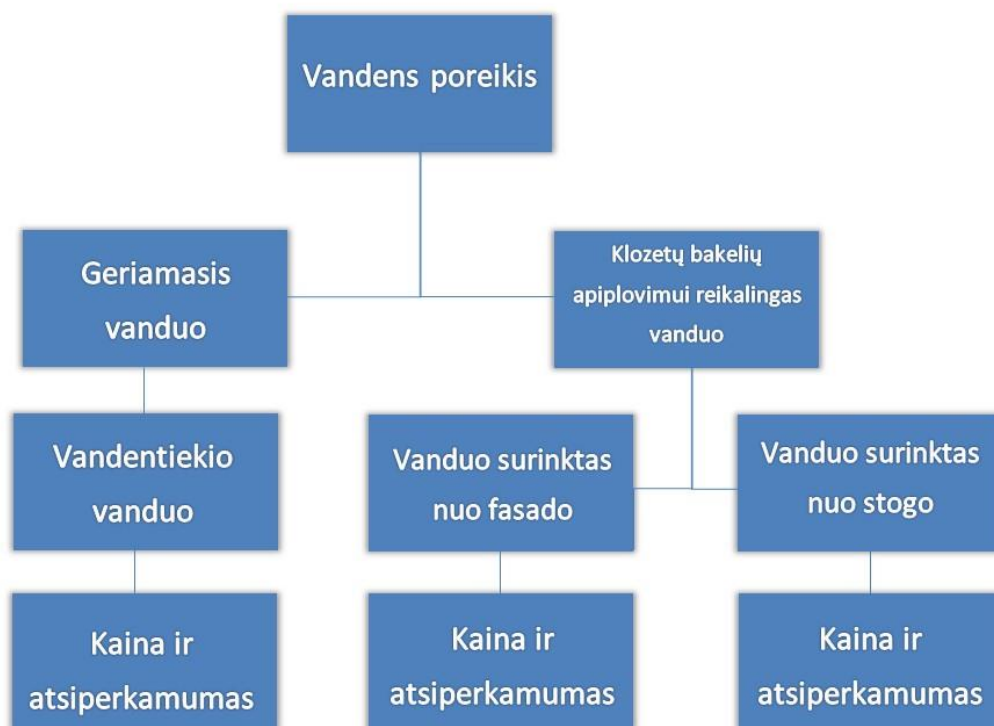 Vandens poreikis
Geriamasis
vanduo
Klozetų bakelių
apiplovimui reikalingas
vanduo
Vandentiekio
vanduo
Vanduo surinktas
nuo fasado
Vanduo surinktas
nuo stogo
Kaina ir
atsiperkamumas
Kaina ir
atsiperkamumas
Kaina ir
atsiperkamumas